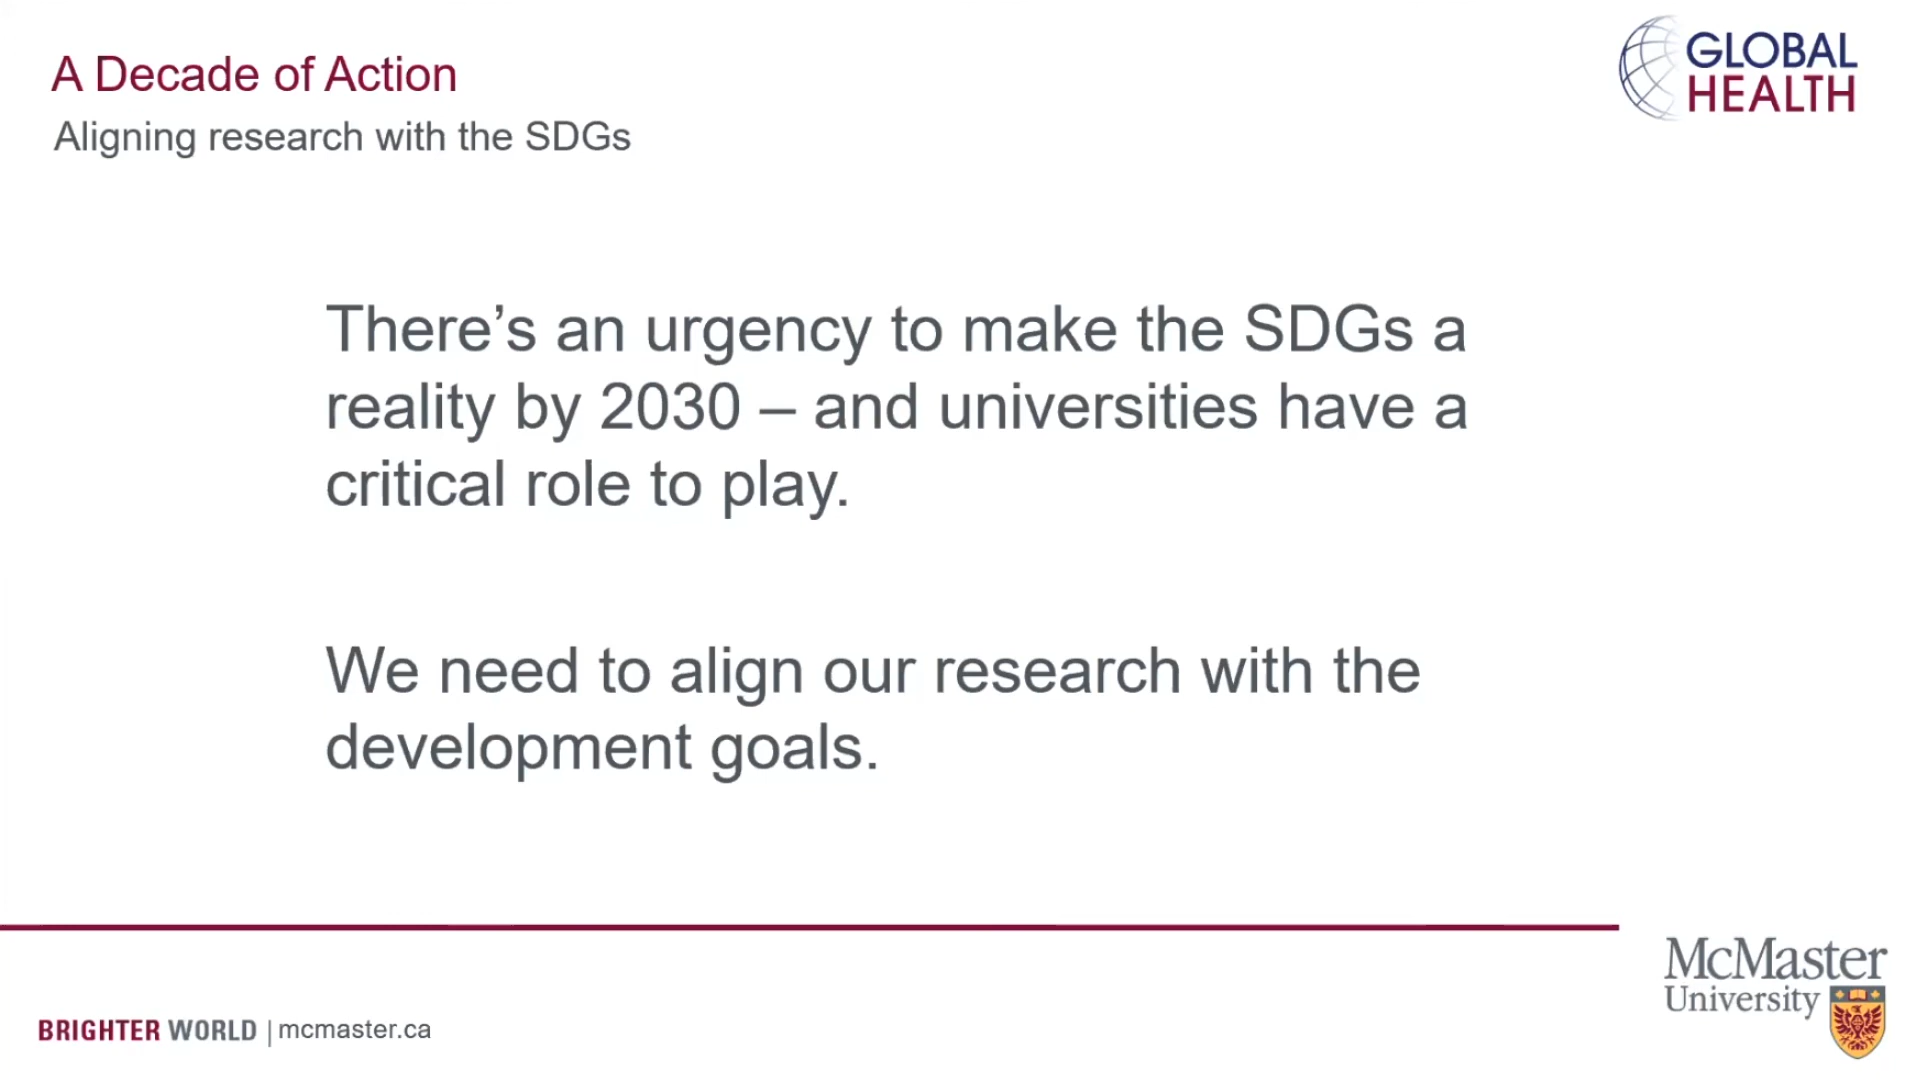 A Decade of Action
Aligning research with the SDGs
GLOBAL
HEALTH
There’s an urgency to make the SDGs a
reality by 2030 – and universities have a
critical role to play.
We need to align our research with the
development goals.
BRIGHTER WORLD | mcmaster.ca
McMaster
University